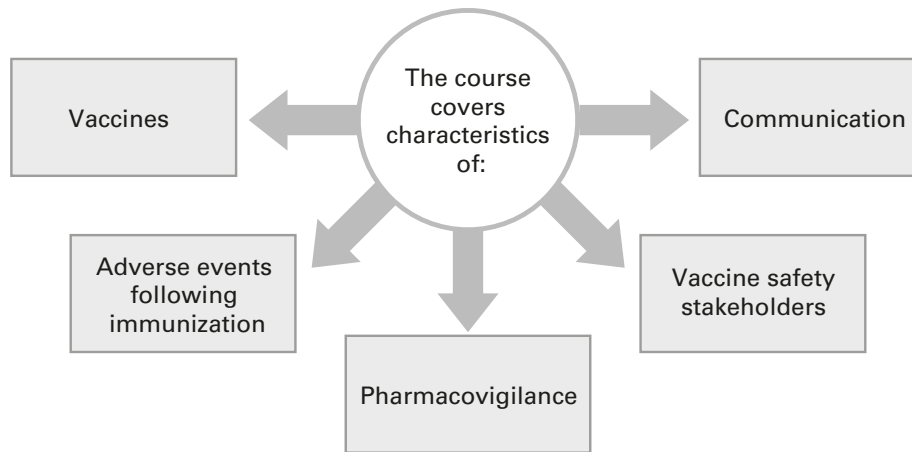 The course
covers
characteristics
of:
Vaccines
Communication
Adverse events
following
immunization
Vaccine safety
stakeholders
Pharmacovigilance